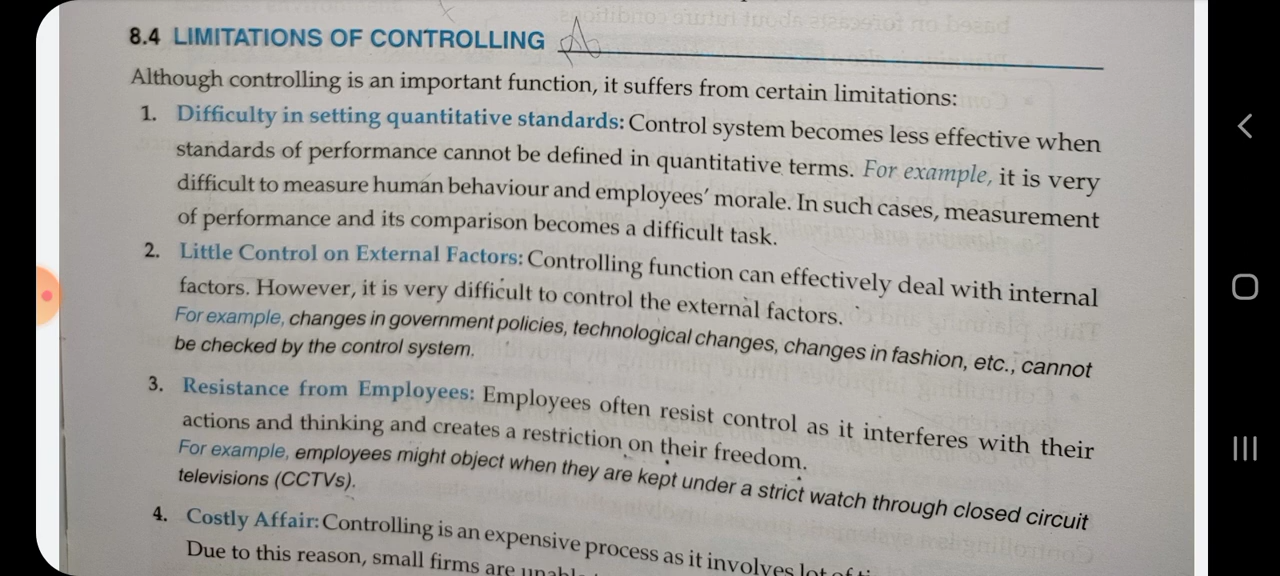 8.4 LIMITATIONS OF CONTROLLING
Although controlling is an important function, it suffers from certain limitations:
1. Difficulty in setting quantitative standards: Control system becomes less effective when
standards of performance cannot be defined in quantitative terms. For example, it is very
difficult to measure human behaviour and employees' morale. In such cases, measurement
of performance and its comparison becomes a difficult task.
2. Little Control on External Factors: Controlling function can effectively deal with internal
factors. However, it is very difficult to control the external factors.
For example, changes in government policies, technological changes, changes in fashion, etc., cannot
be checked by the control system.
3. Resistance from Employees: Employees often resist control as it interferes with their
actions and thinking and creates a restriction on their freedom.
For example, employees might object when they are kept under a strict watch through closed circuit
televisions (CCTVs).
4. Costly Affair: Controlling is an expensive process as it involves lot of
Due to this reason, small firms are